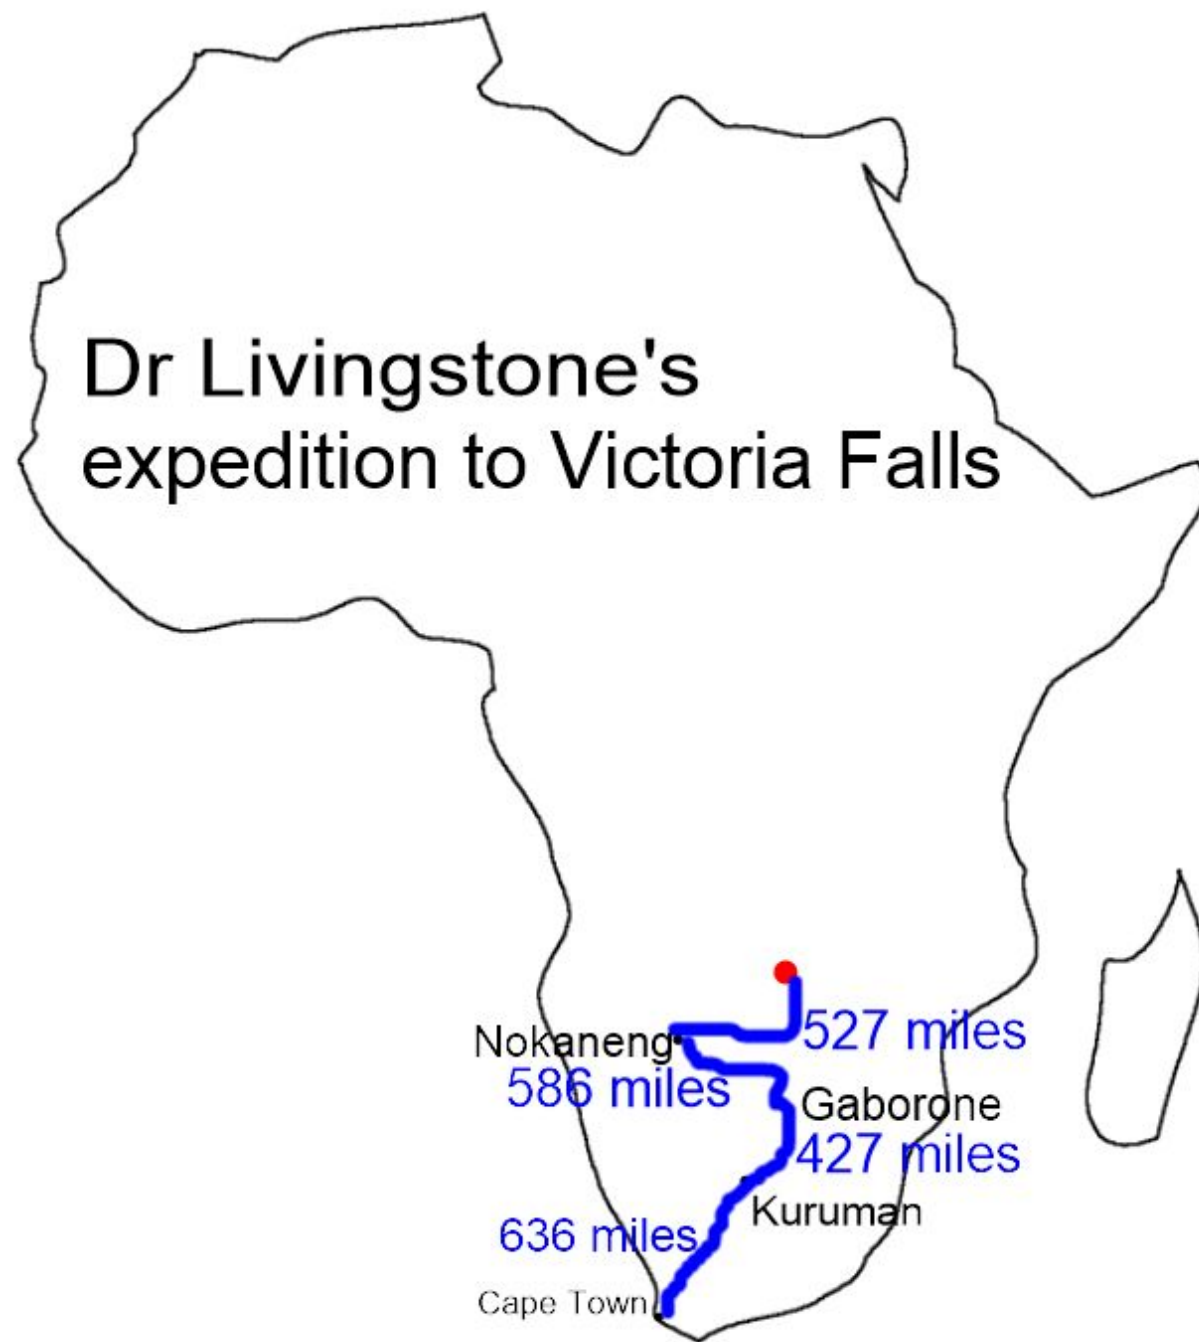 Dr Livingstone's
expedition to Victoria Falls
527 miles
Nokaneng
586 miles
Gaborone
427 miles
Kuruman
636 miles
Cape Town